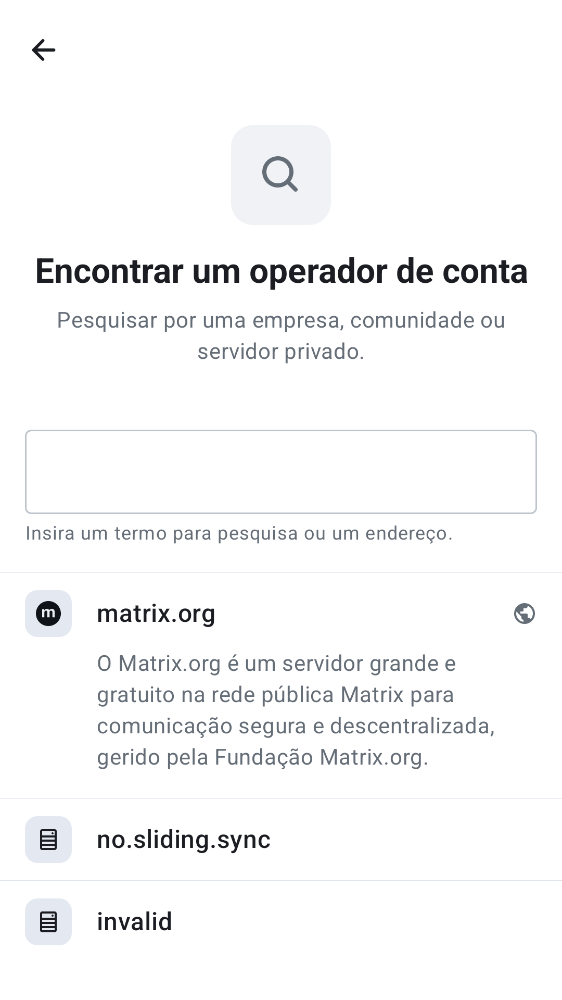 Encontrar um operador de conta
Pesquisar por uma empresa, comunidade ou
servidor privado.
Insira um termo para pesquisa ou um endereço.
m
matrix.org
O Matrix.org é um servidor grande e
gratuito na rede pública Matrix para
comunicação segura e descentralizada,
gerido pela Fundação Matrix.org.
no.sliding.sync
invalid